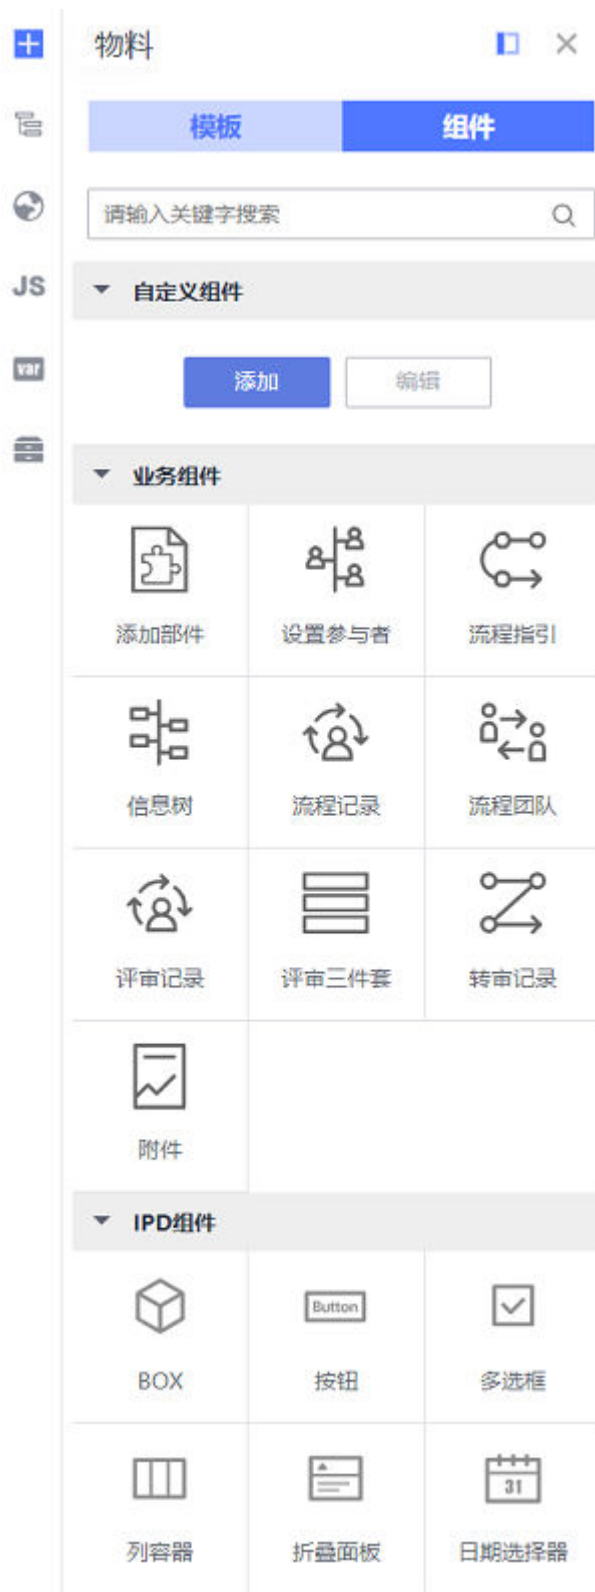 物料
模板 组件
请输入关键字搜索
JS
自定义组件
var
添加 编辑
业务组件
添加部件 设置参与者 流程指引
信息树 流程记录 流程团队
评审记录 评审三件套 转审记录
附件
IPD组件
Button
BOX 按钮 多选框
31
列容器 折叠面板 日期选择器